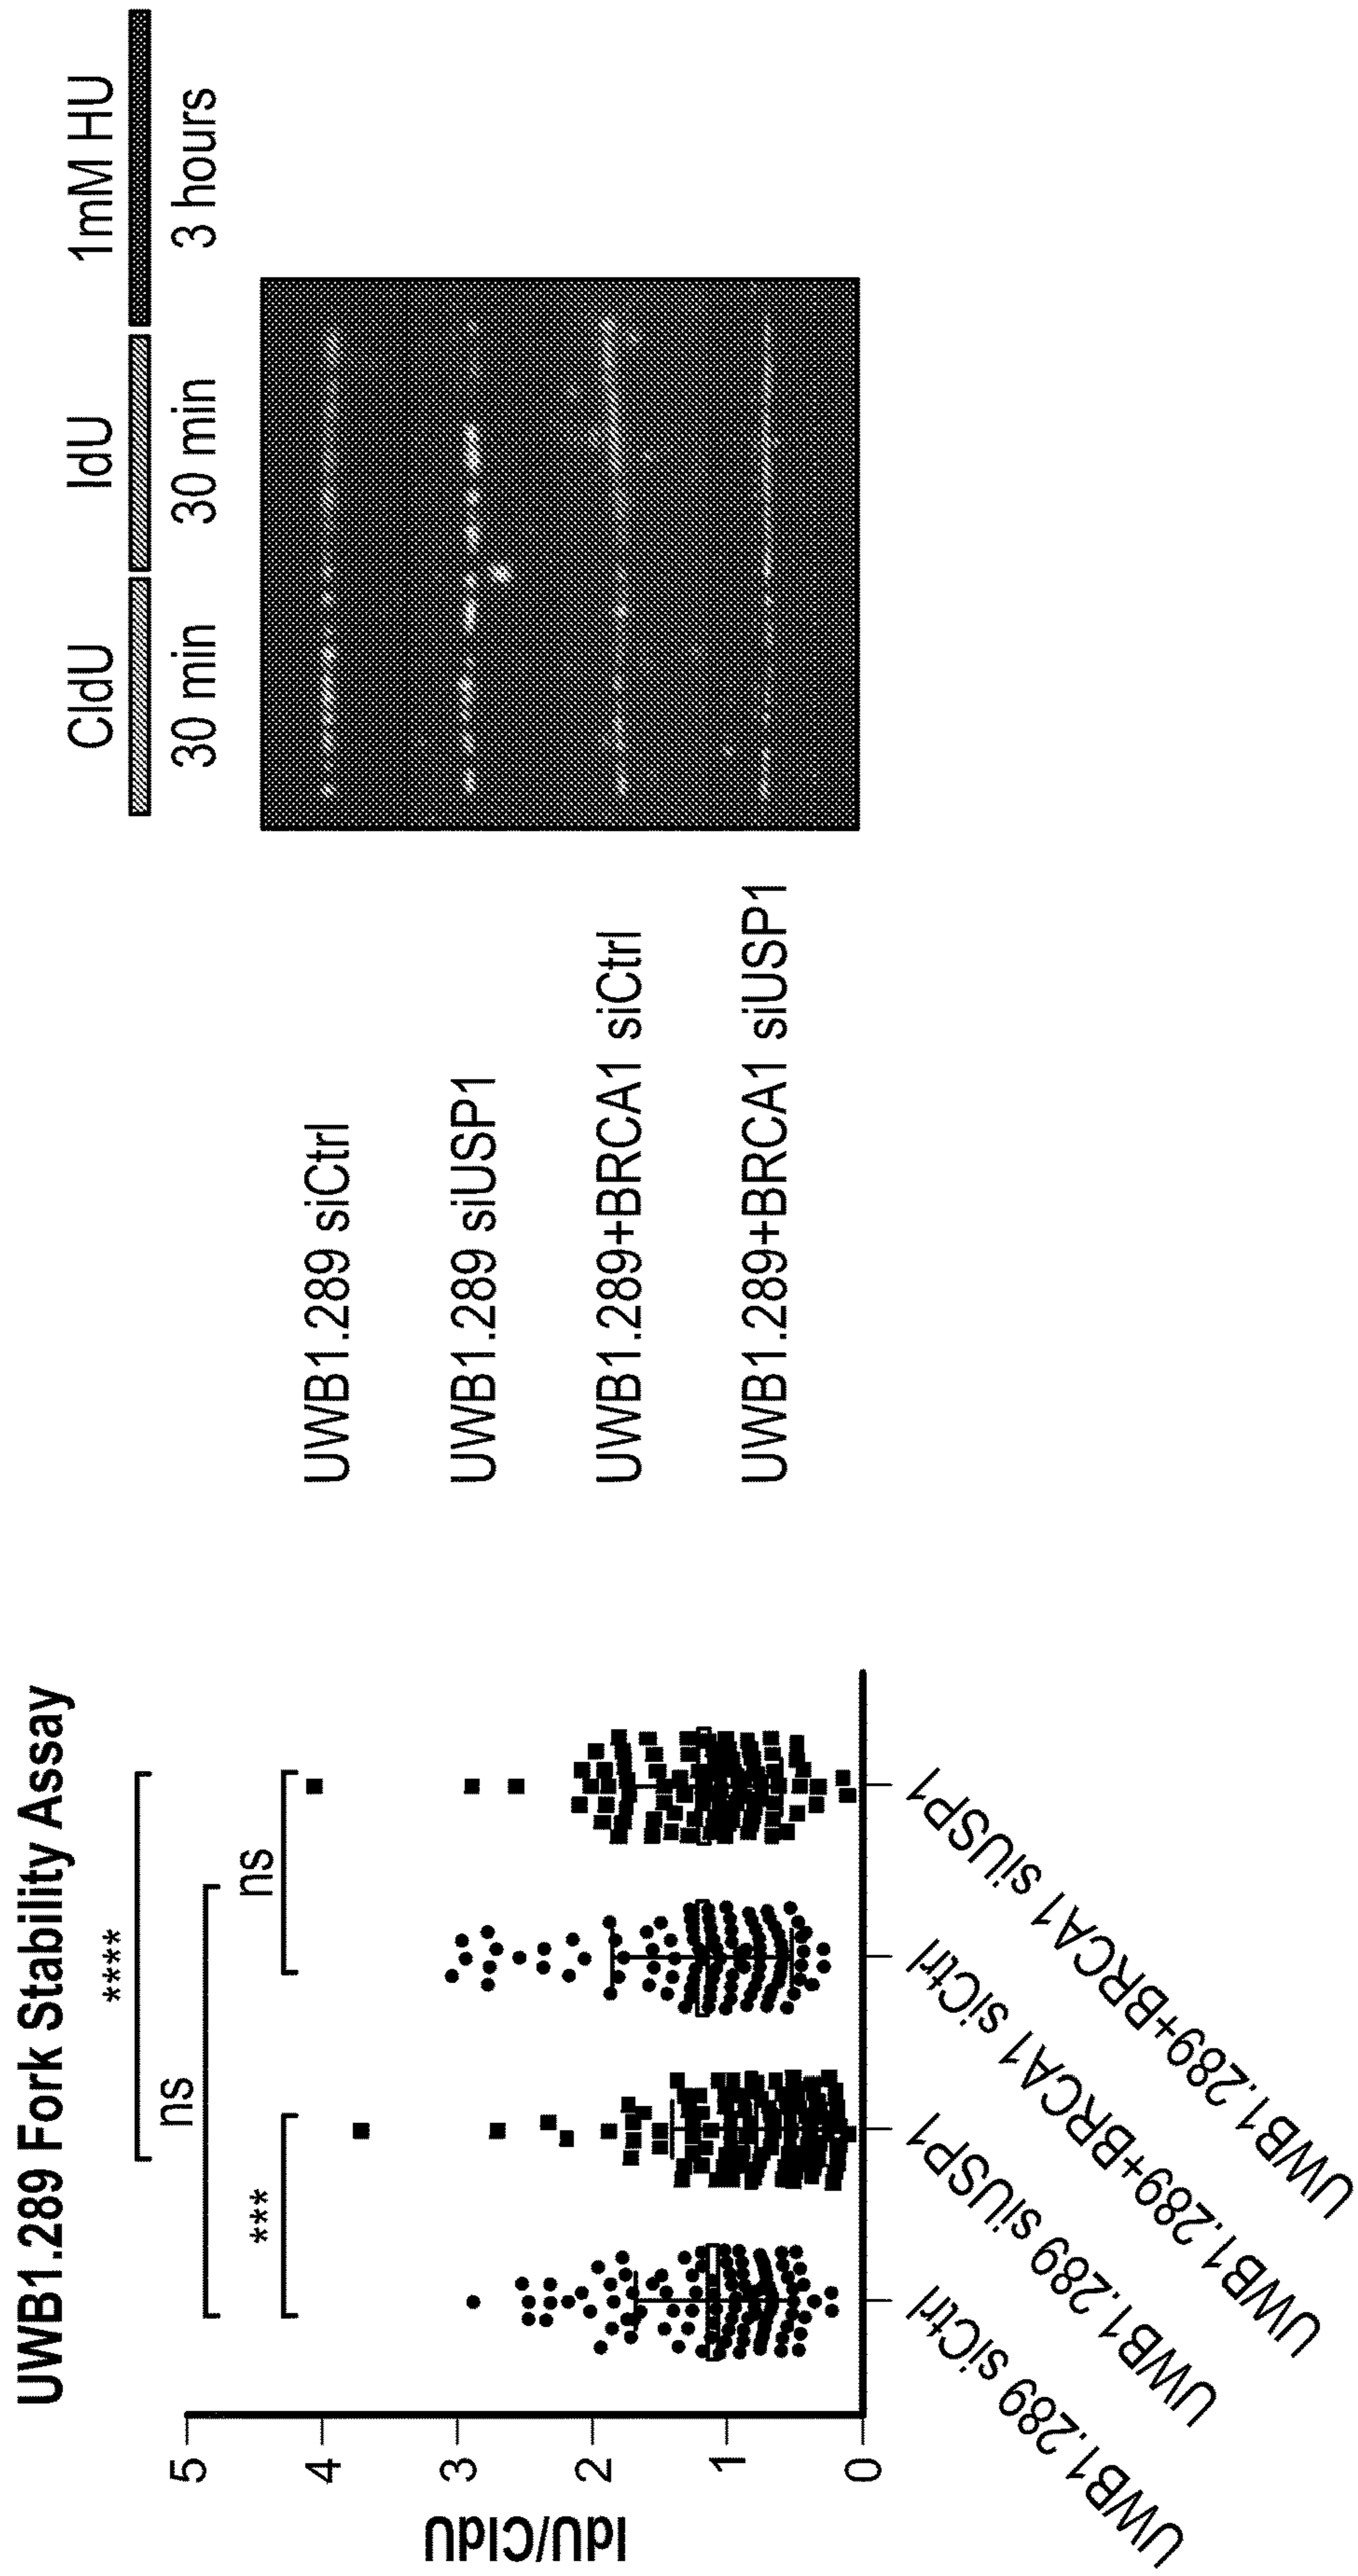 UWB1.289 Fork Stability Assay
****
ns
***
ns
5
4
3
2
1
0
IdU/CldU
UWB1.289 siCtrl
UWB1.289 siUSP1
UWB1.289+BRCA1 siCtrl
UWB1.289+BRCA1 siUSP1
CldU
IdU
1mM HU
30 min
30 min
3 hours
UWB1.289 siCtrl
UWB1.289 siUSP1
UWB1.289+BRCA1 siCtrl
UWB1.289+BRCA1 siUSP1